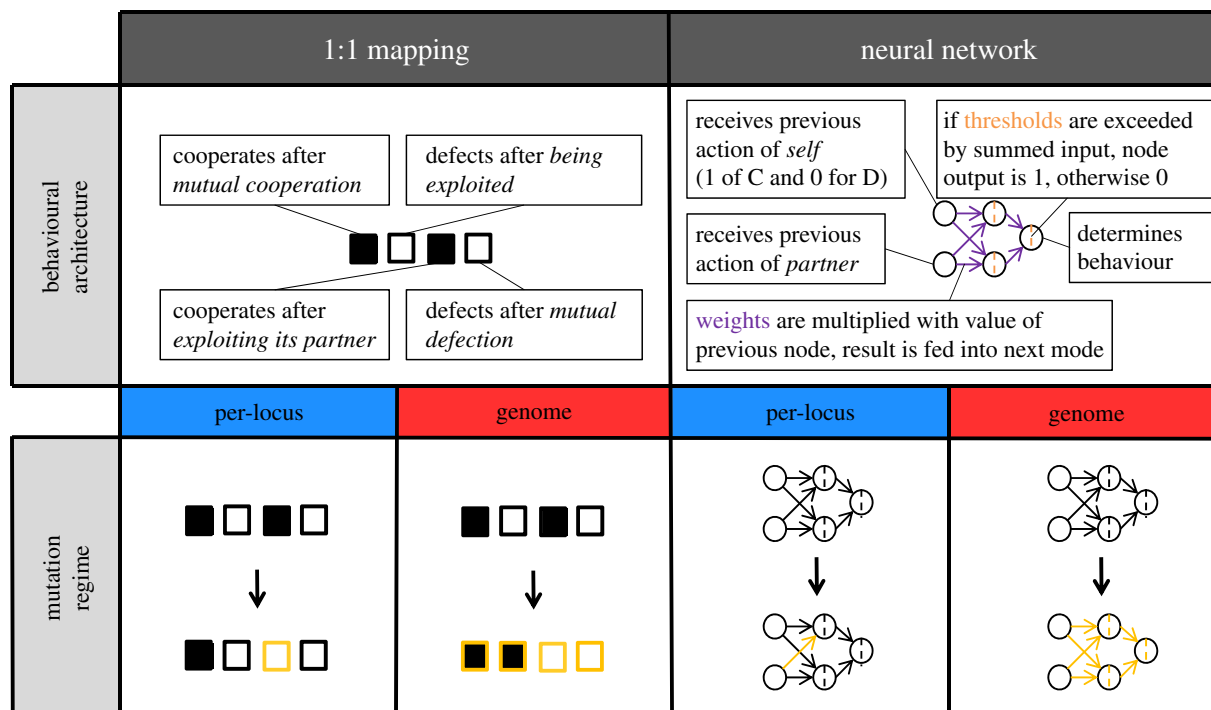 1:1 mapping
neural network
behavioural
architecture
cooperates after
mutual cooperation
defects after being
exploited
cooperates after
exploiting its partner
defects after mutual
defection
receives previous
action of self
(1 of C and 0 for D)
if thresholds are exceeded
by summed input, node
output is 1, otherwise 0
receives previous
action of partner
determines
behaviour
weights are multiplied with value of
previous node, result is fed into next mode
per-locus
genome
per-locus
genome
mutation
regime